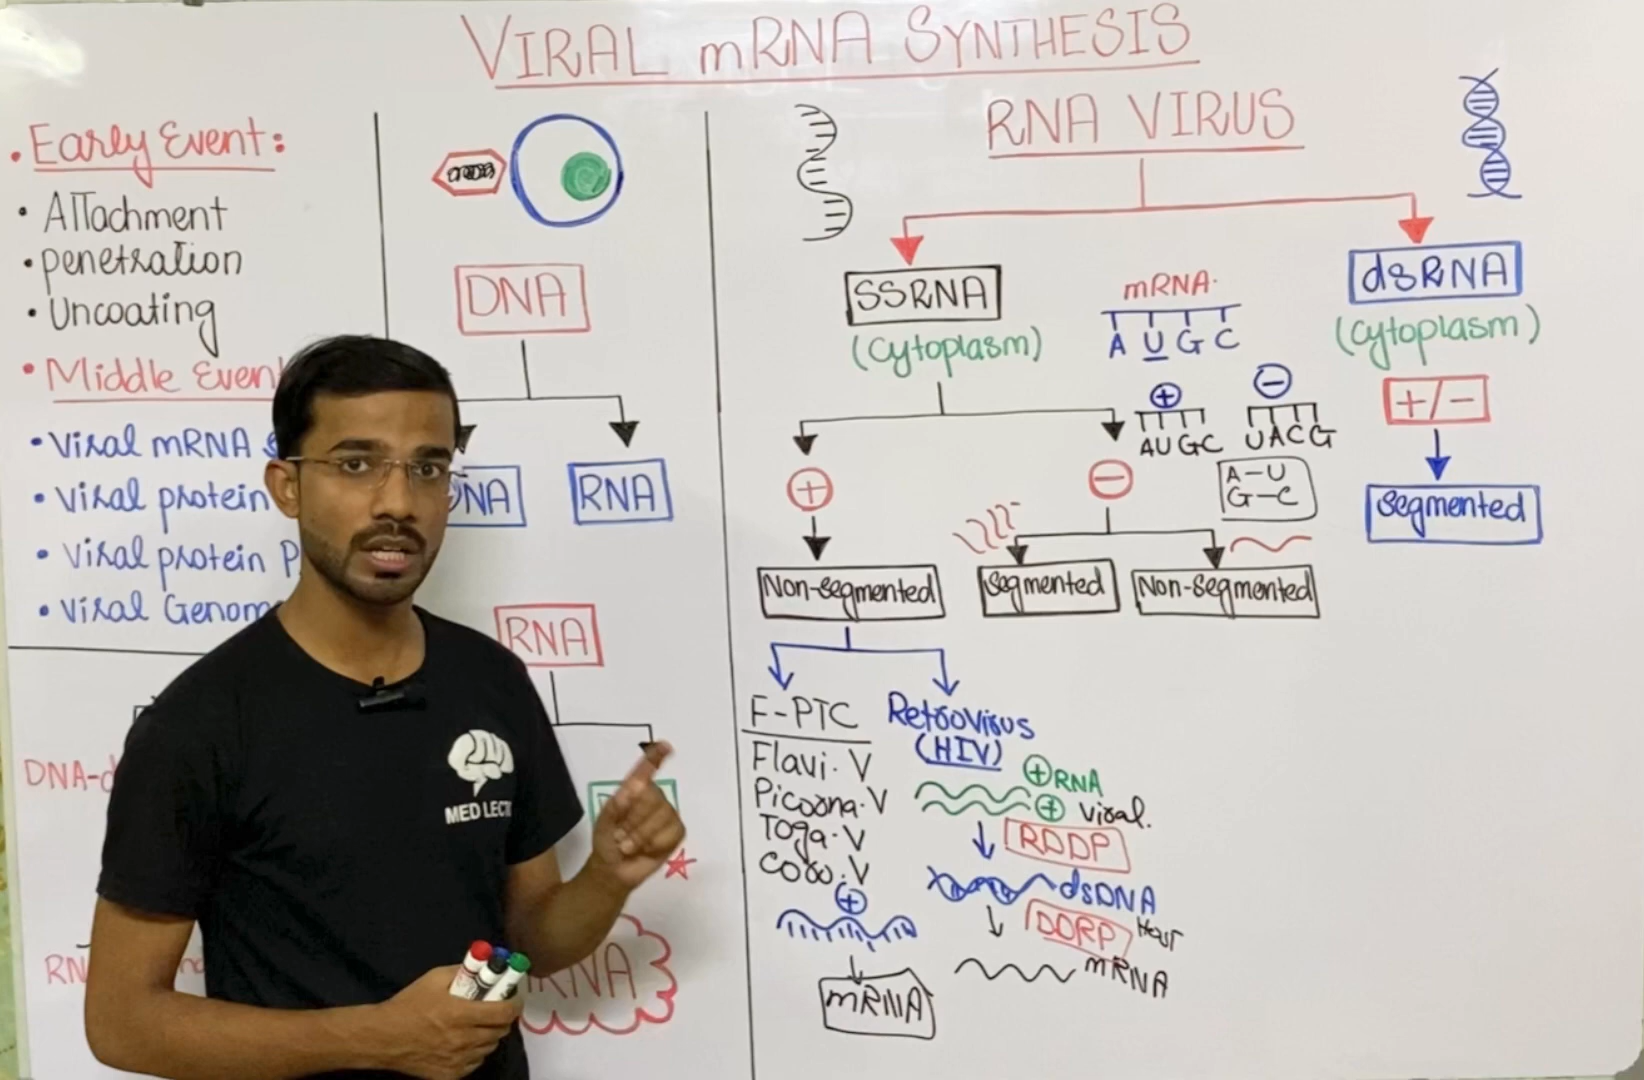 VIRAL mRNA SYNTHESIS
• Early Event:
• Attachment
• penetration
• Uncoating
• Middle Event
• Viral mRNA
• Viral protein
• Viral protein P
• Viral Genom
DNA-d
DNA
DNA
RNA
RNA
RNA
MED LECT
RNA VIRUS
SSRNA
(cytoplasm)
mRNA
A U G C
dsRNA
(cytoplasm)
+/-
Segmented
+
AUGC
-
UACG
A-U
G-C
+
-
Non-segmented
Segmented
Non-segmented
F-PTC
Flavi.V
Picorna.V
Toga.V
Coro.V
+
mRNA
Retrovirus
(HIV)
+RNA
+ viral.
RDDP
dsDNA
DDRP
Host
mRNA